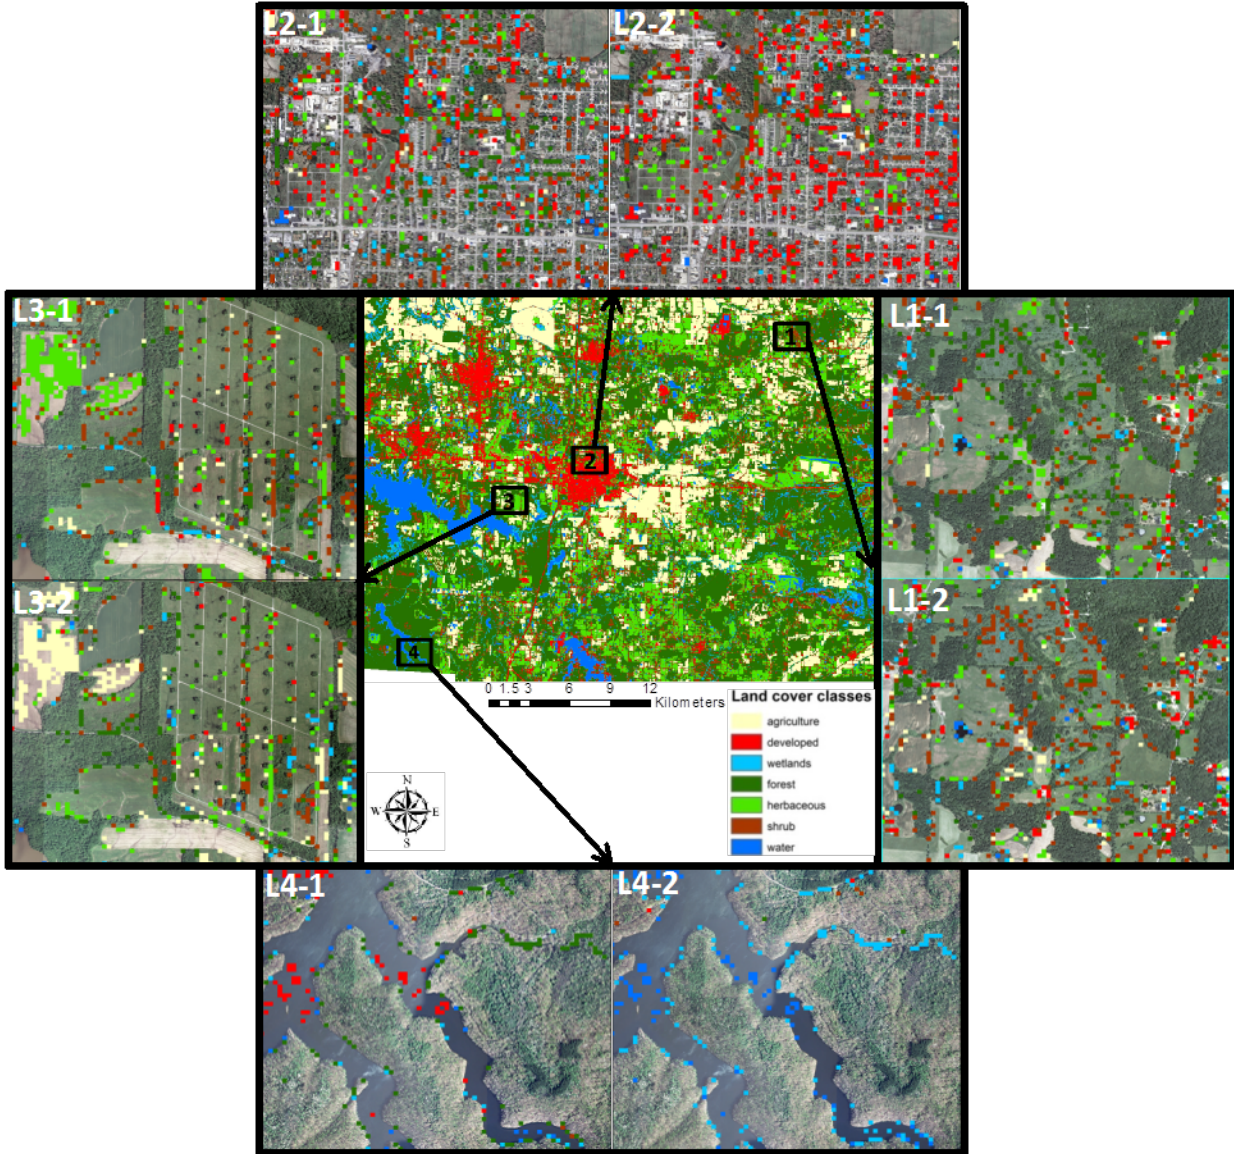 L2-1
L2-2
L3-1
L1-1
1
2
3
L3-2
L1-2
4
0 1.5 3 6 9 12
Kilometers
Land cover classes
agriculture
developed
wetlands
forest
herbaceous
shrub
water
N
W E
S
L4-1
L4-2